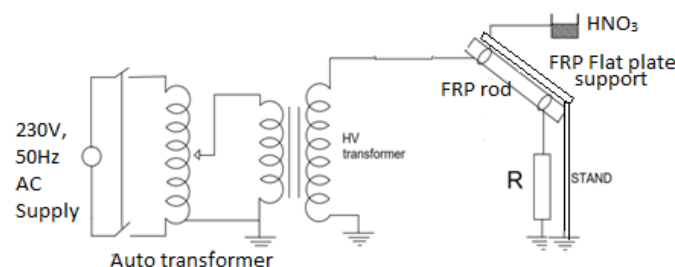 HNO₃
FRP Flat plate
support
FRP rod
230V,
50Hz
AC
Supply
HV
transformer
R
STAND
Auto transformer